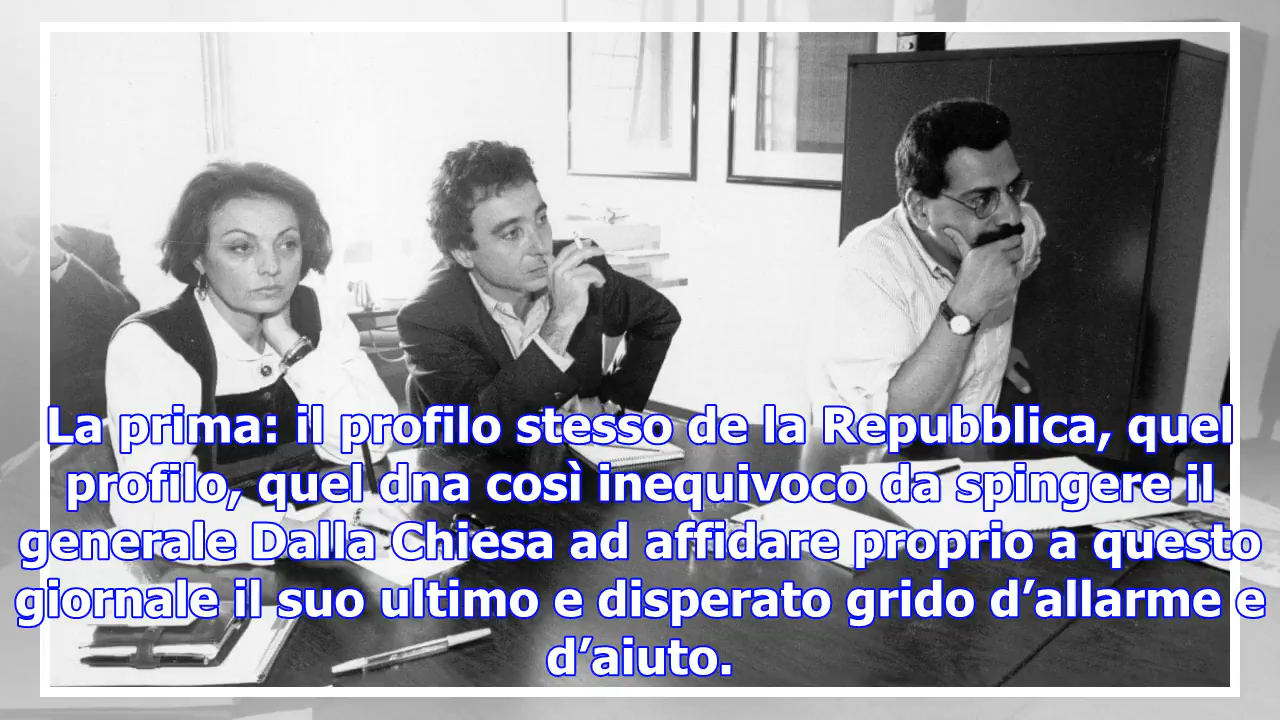 La prima: il profilo stesso de la Repubblica, quel
profilo, quel dna così inequivoco da spingere il
generale Dalla Chiesa ad affidare proprio a questo
giornale il suo ultimo e disperato grido d’allarme e
d’aiuto.